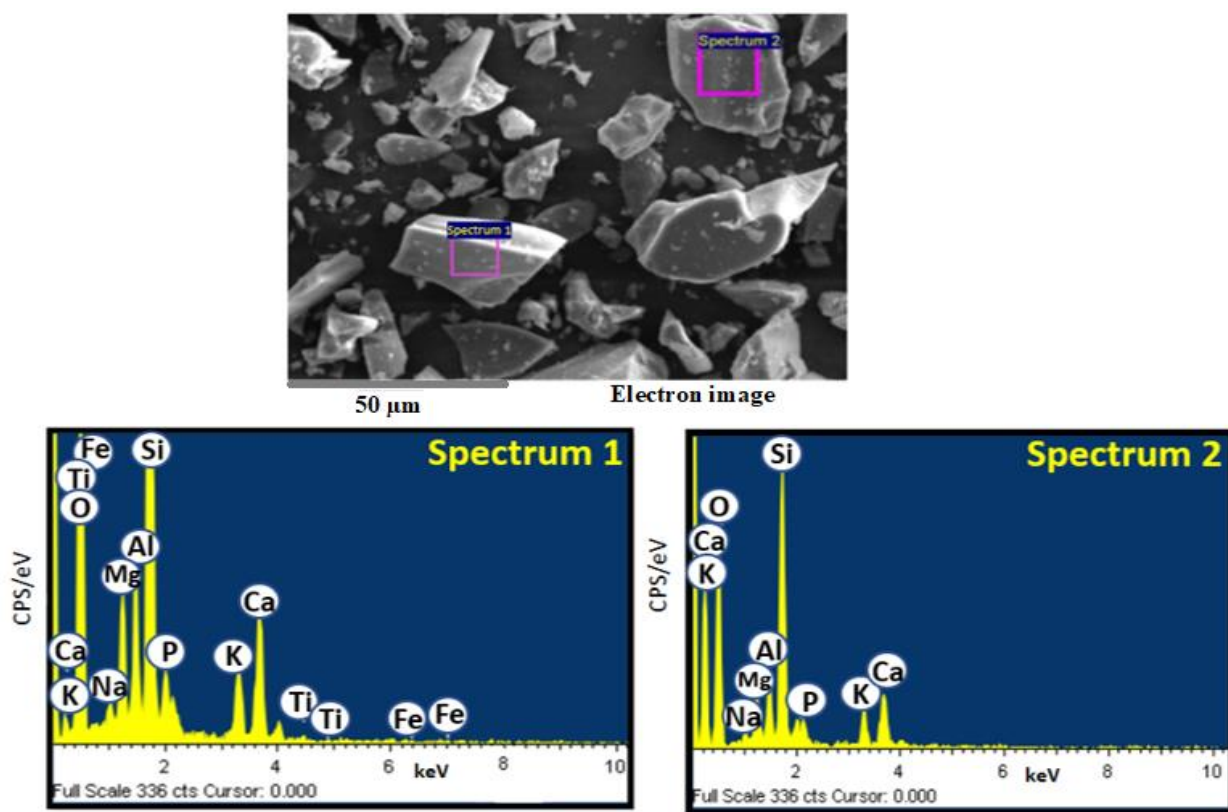 Spectrum 2
Spectrum 1
50 µm
Electron image
Spectrum 1
Fe
Si
Ti
O
Al
Mg
Ca
P
K
Ca
K
Na
Ti
Ti
Fe
Fe
CPS/eV
2
4
6
keV
8
10
Full Scale 336 cts Cursor: 0.000
Spectrum 2
Si
O
Ca
K
Al
Mg
Na
P
K
Ca
CPS/eV
2
keV
4
6
8
10
Full Scale 336 cts Cursor: 0.000